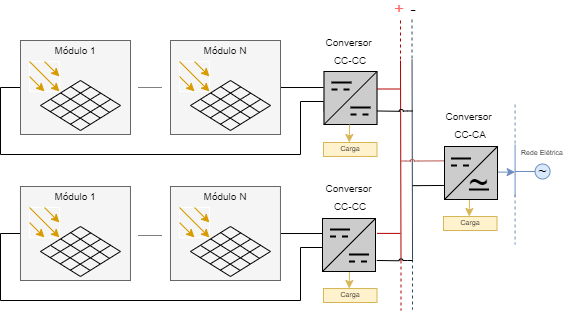 + -
Módulo 1
Módulo N
Conversor
CC-CC
Carga
Conversor
CC-CA
Rede Elétrica
~
Carga
Módulo 1
Módulo N
Conversor
CC-CC
Carga